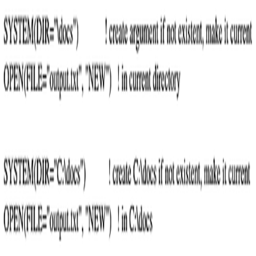 SYSTEM(DIR="\docs") ! create argument if not existent, make it current
OPEN(FILE="output.txt", "NEW") ! in current directory
SYSTEM(DIR="C:\docs") ! create C:\docs if not existent, make it current
OPEN(FILE="output.txt", "NEW") ! in C:\docs